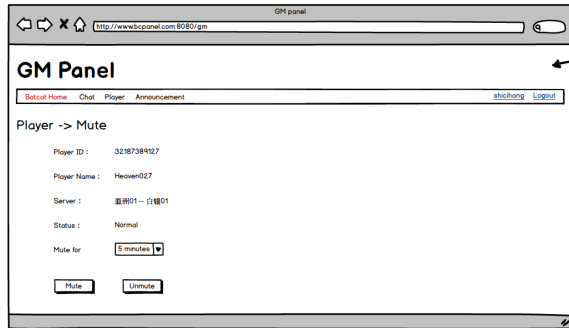 GM panel
http://www.bcpanel.com:8080/gm
GM Panel
Batcat Home Chat Player Announcement shicihang Logout
Player -> Mute
Player ID : 32187389127
Player Name : Heaven027
Server : 亚洲01 -- 白银01
Status : Normal
Mute for 5 minutes
Mute Unmute